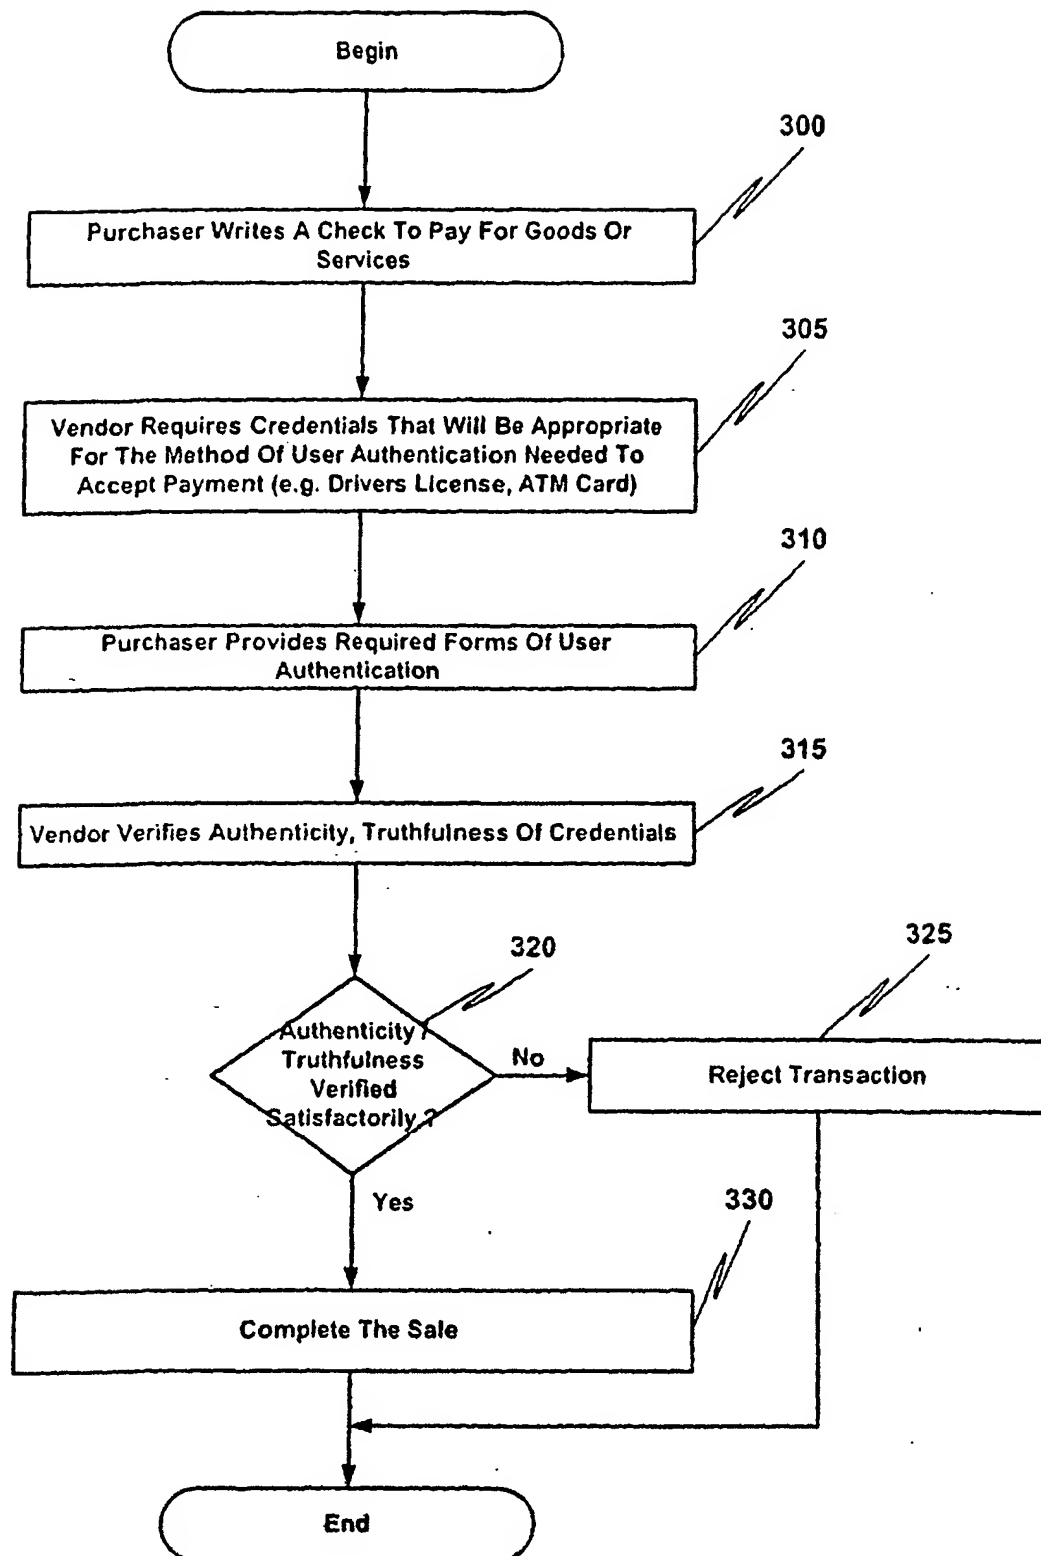 Begin
300
Purchaser Writes A Check To Pay For Goods Or
Services
305
Vendor Requires Credentials That Will Be Appropriate
For The Method Of User Authentication Needed To
Accept Payment (e.g. Drivers License, ATM Card)
310
Purchaser Provides Required Forms Of User
Authentication
315
Vendor Verifies Authenticity, Truthfulness Of Credentials
320
325
Authenticity /
Truthfulness
Verified
Satisfactorily ?
No
Reject Transaction
Yes
330
Complete The Sale
End